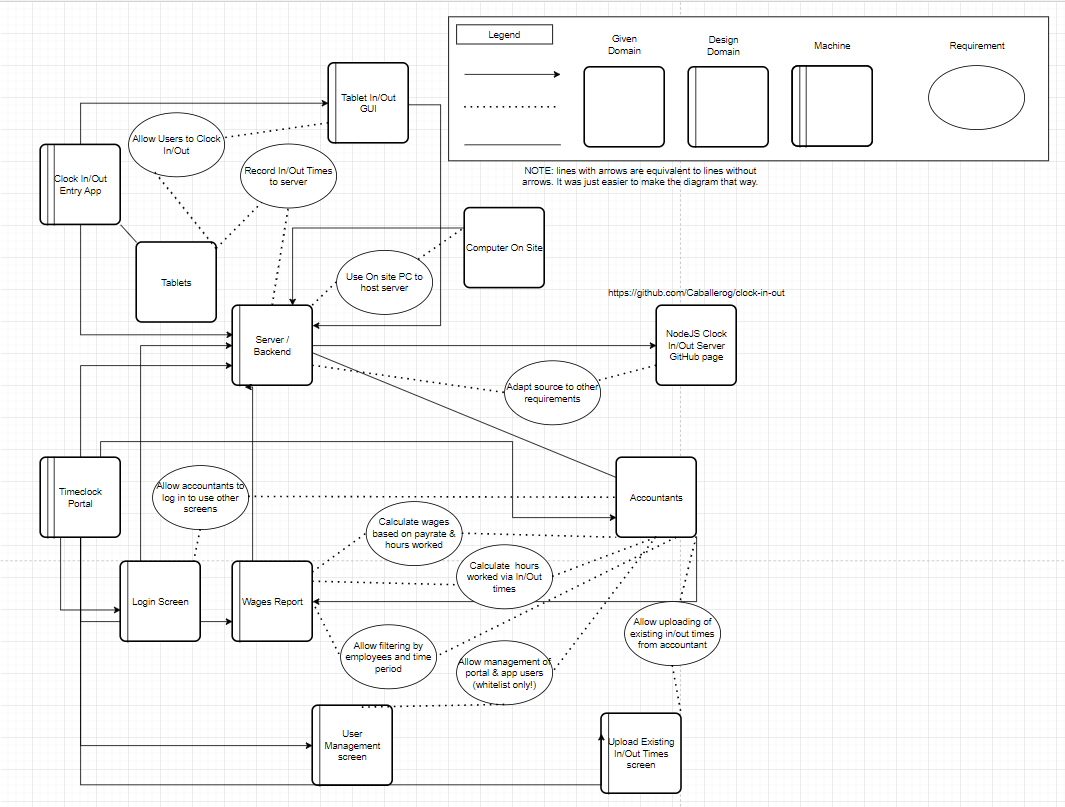 Legend
Given
Domain
Design
Domain
Machine
Requirement
NOTE: lines with arrows are equivalent to lines without
arrows. It was just easier to make the diagram that way.
Tablet In/Out
GUI
Allow Users to Clock
In/Out
Clock In/Out
Entry App
Record In/Out Times
to server
Tablets
Computer On Site
Use On site PC to
host server
https://github.com/Caballerog/clock-in-out
Server /
Backend
NodeJS Clock
In/Out Server
GitHub page
Adapt source to other
requirements
Timeclock
Portal
Allow accountants to
log in to use other
screens
Accountants
Calculate wages
based on payrate &
hours worked
Calculate hours
worked via In/Out
times
Login Screen
Wages Report
Allow filtering by
employees and time
period
Allow management of
portal & app users
(whitelist only!)
Allow uploading of
existing in/out times
from accountant
User
Management
screen
Upload Existing
In/Out Times
screen